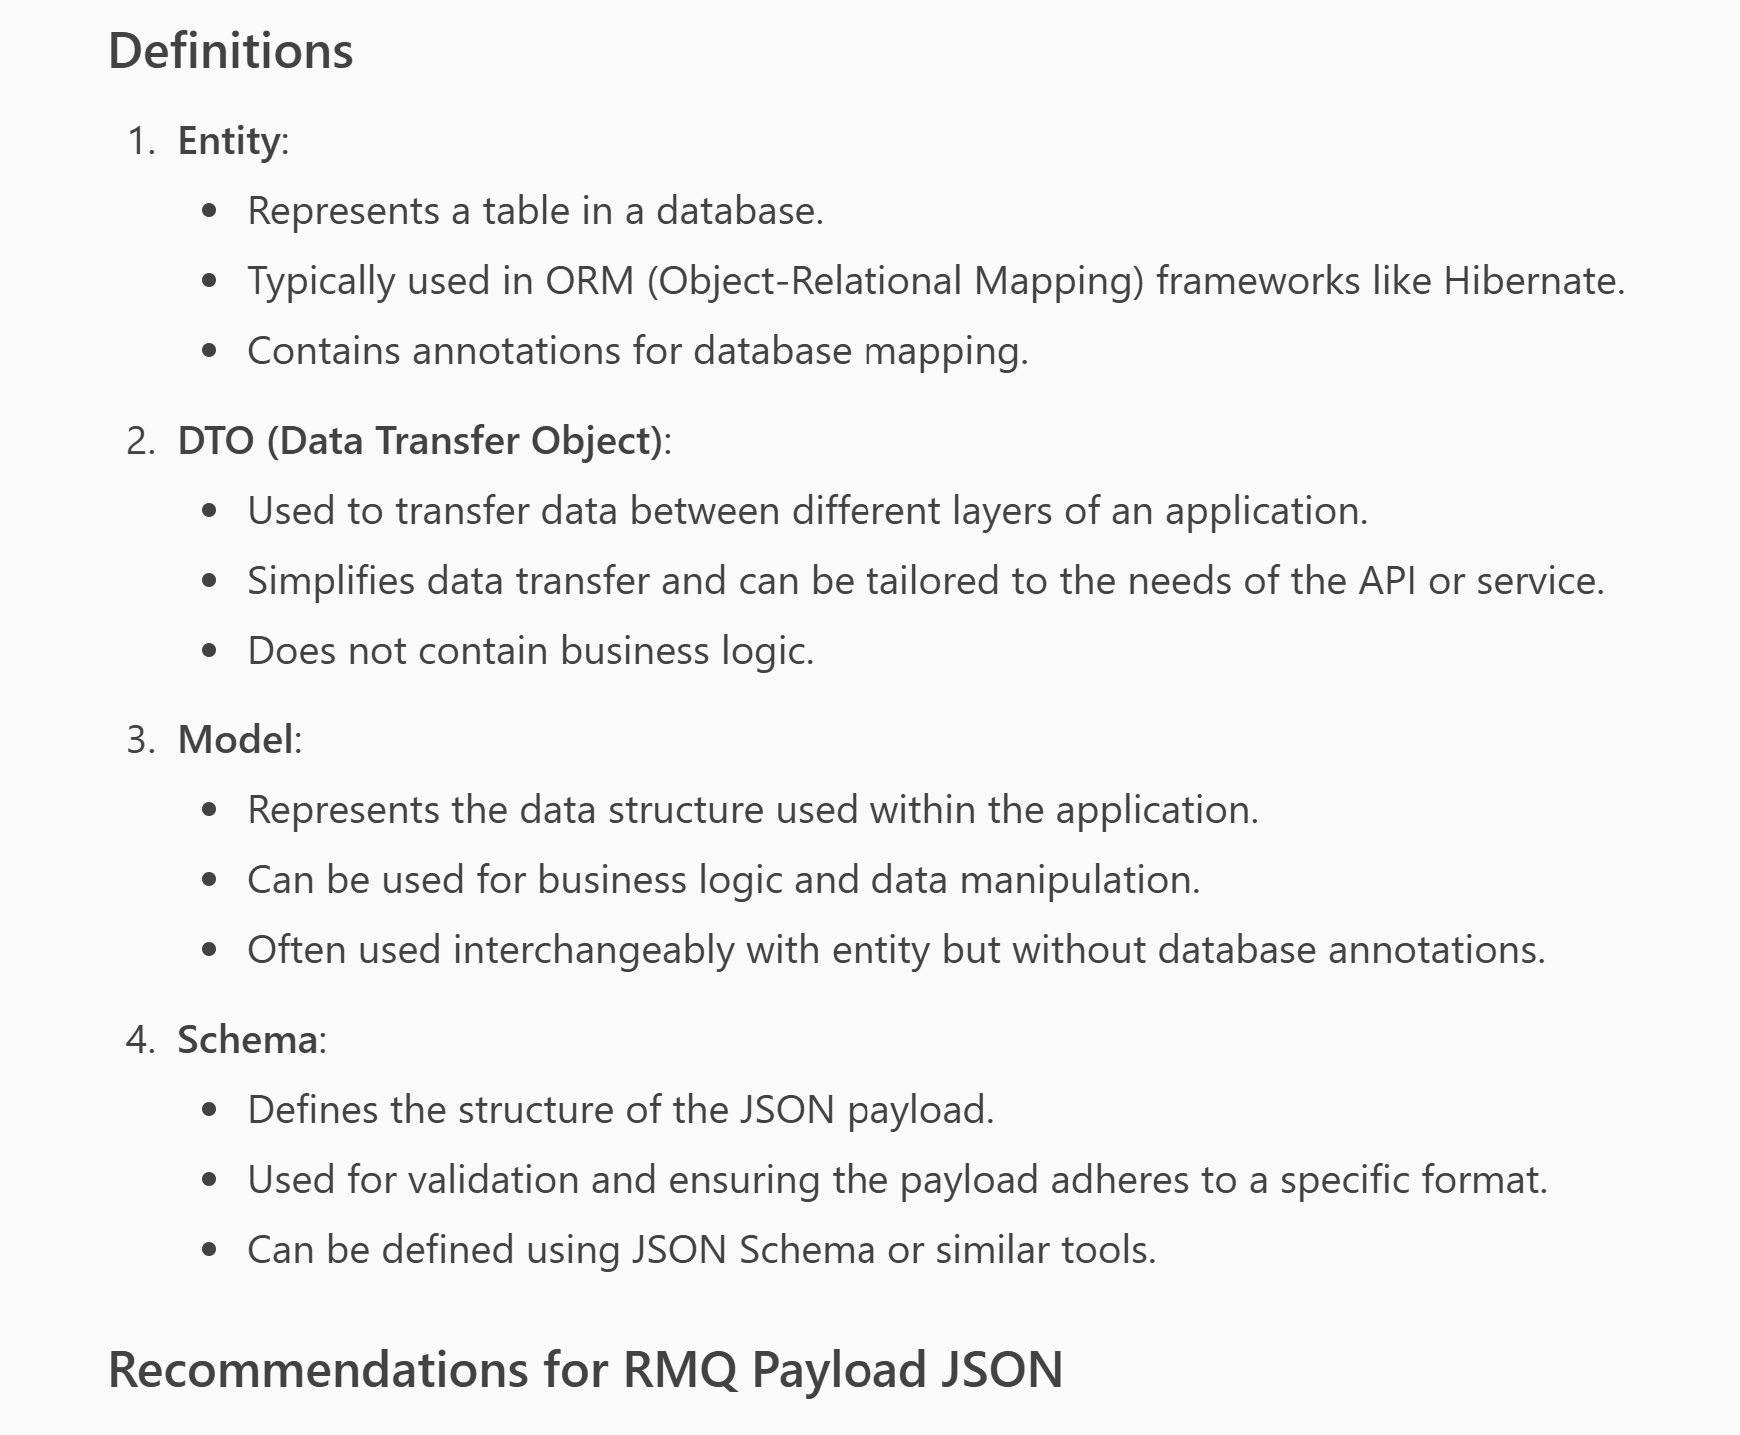 Definitions
1. Entity:
• Represents a table in a database.
• Typically used in ORM (Object-Relational Mapping) frameworks like Hibernate.
• Contains annotations for database mapping.
2. DTO (Data Transfer Object):
• Used to transfer data between different layers of an application.
• Simplifies data transfer and can be tailored to the needs of the API or service.
• Does not contain business logic.
3. Model:
• Represents the data structure used within the application.
• Can be used for business logic and data manipulation.
• Often used interchangeably with entity but without database annotations.
4. Schema:
• Defines the structure of the JSON payload.
• Used for validation and ensuring the payload adheres to a specific format.
• Can be defined using JSON Schema or similar tools.
Recommendations for RMQ Payload JSON